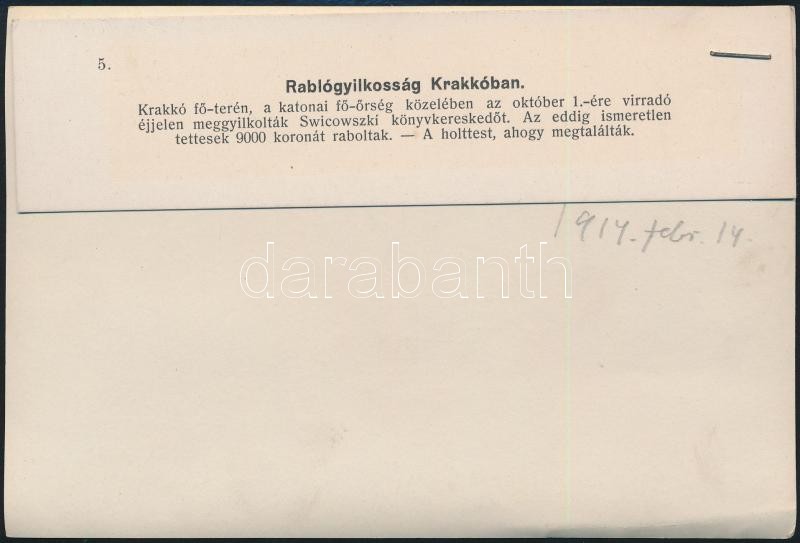 5.
Rablógyilkosság Krakkóban.
Krakkó fő-terén, a katonai fő-őrség közelében az október 1.-ére virradó
éjjelen meggyilkolták Swicowszki könyvkereskedőt. Az eddig ismeretlen
tettesek 9000 koronát raboltak. — A holttest, ahogy megtalálták.
1914. febr. 14.
darabanth